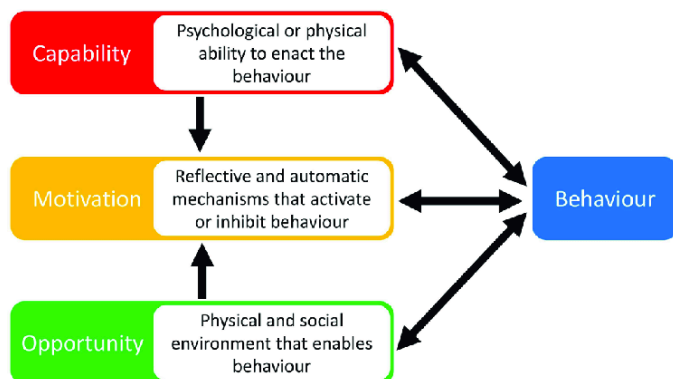 Capability
Psychological or physical
ability to enact the
behaviour
Motivation
Reflective and automatic
mechanisms that activate
or inhibit behaviour
Behaviour
Opportunity
Physical and social
environment that enables
behaviour